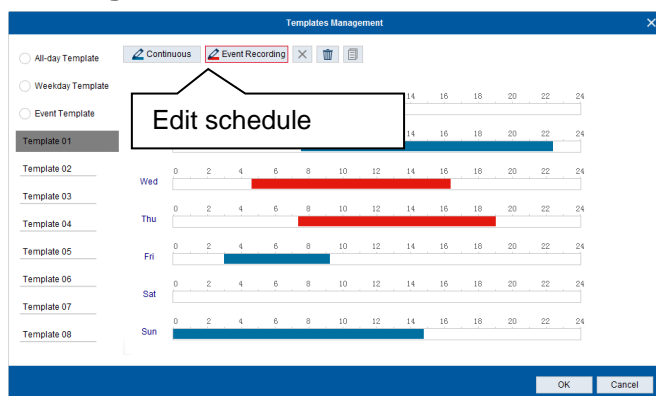 Templates Management
All-day Template
Weekday Template
Event Template
Template 01
Template 02
Template 03
Template 04
Template 05
Template 06
Template 07
Template 08
Continuous Event Recording
Edit schedule
14 16 18 20 22 24
14 16 18 20 22 24
Wed 0 2 4 6 8 10 12 14 16 18 20 22 24
Thu 0 2 4 6 8 10 12 14 16 18 20 22 24
Fri 0 2 4 6 8 10 12 14 16 18 20 22 24
Sat 0 2 4 6 8 10 12 14 16 18 20 22 24
Sun 0 2 4 6 8 10 12 14 16 18 20 22 24
OK Cancel